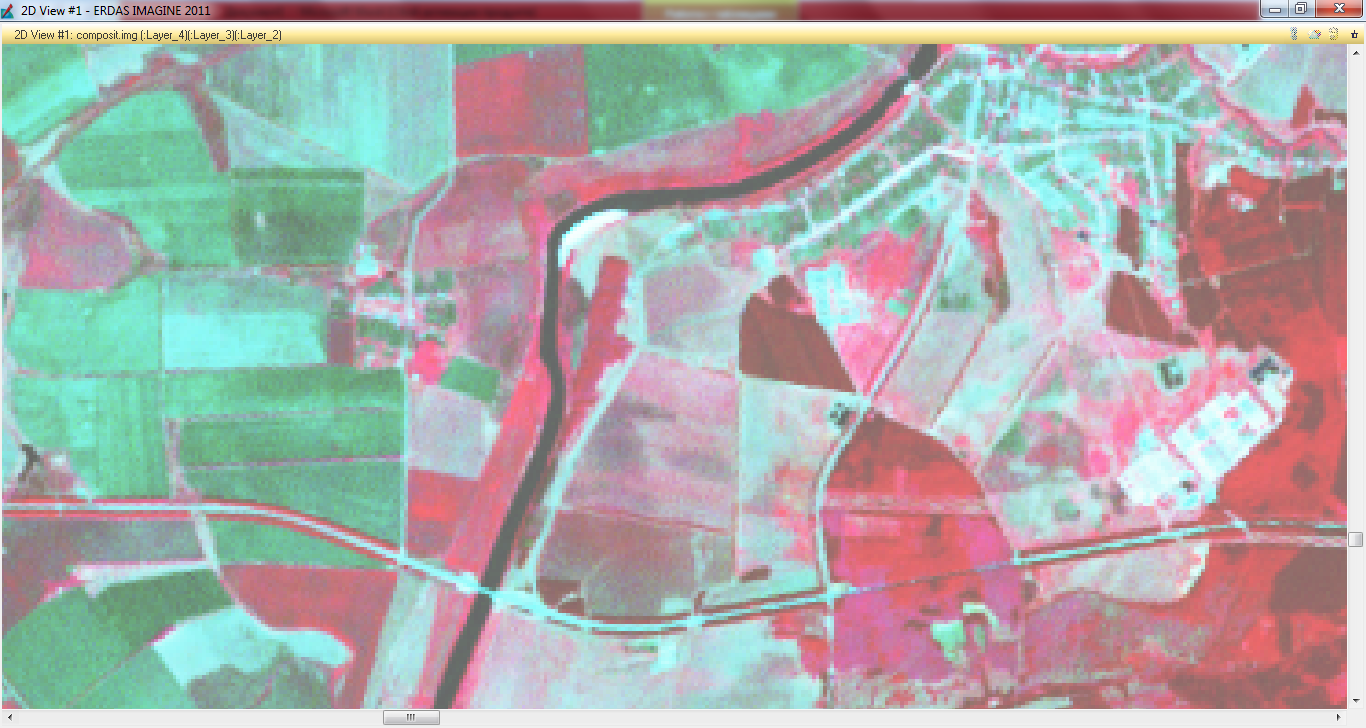 2D View #1 - ERDAS IMAGINE 2011
2D View #1: composit.img (:Layer_4)(:Layer_3)(:Layer_2)